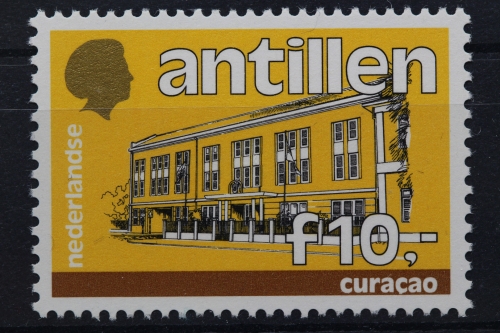 antillen
nederlandse
f10,-
curaçao